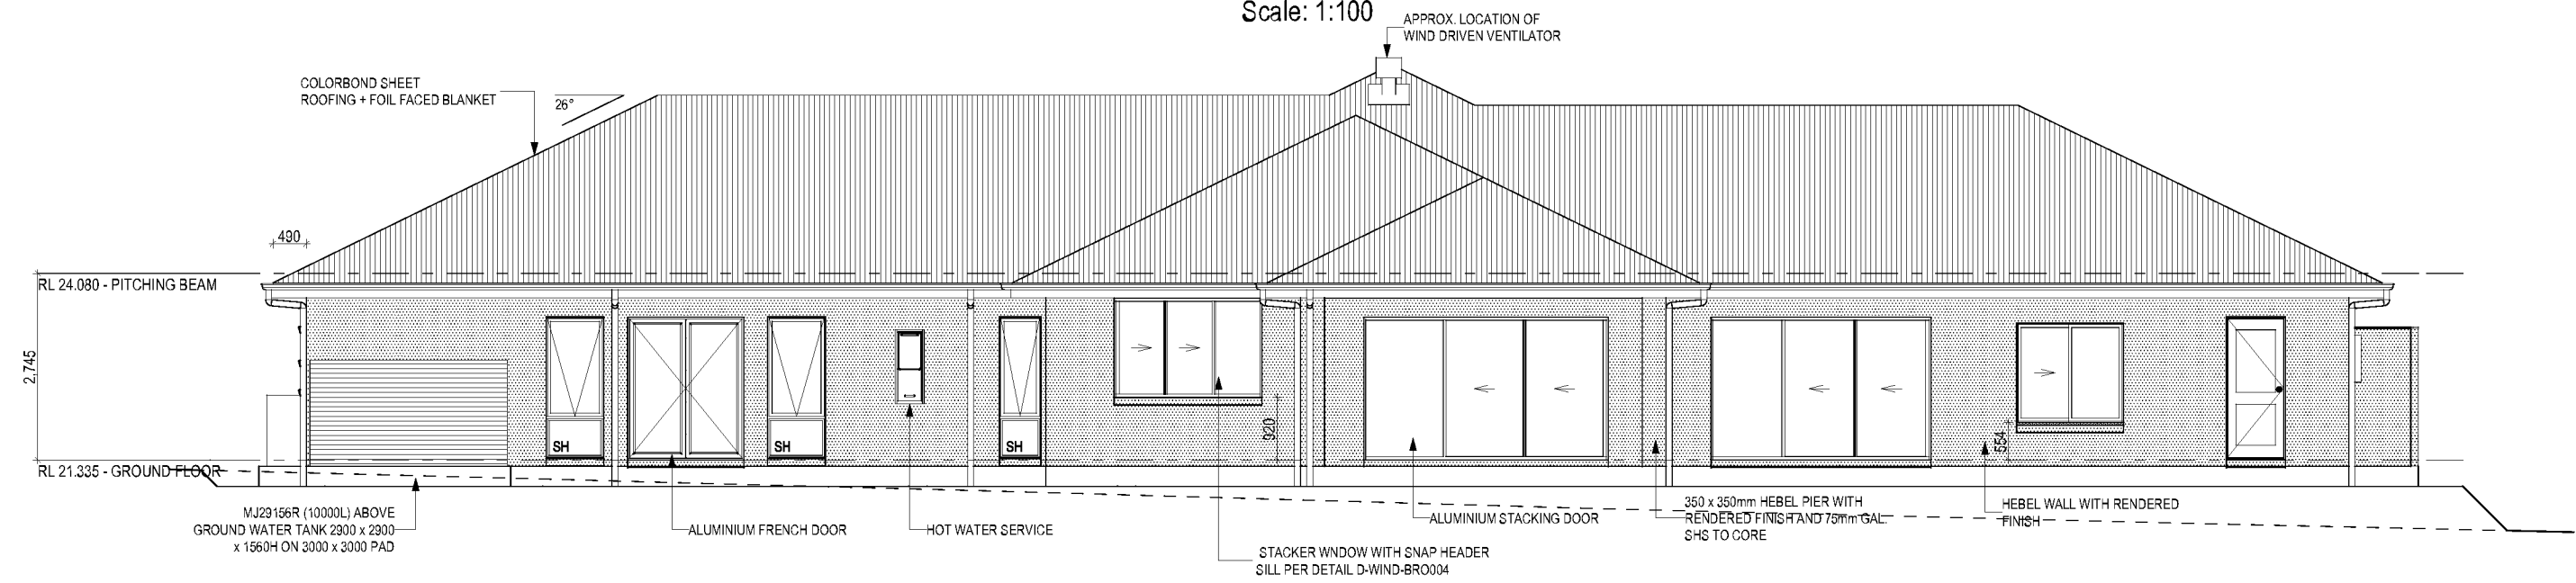 Scale: 1:100
APPROX. LOCATION OF
WIND DRIVEN VENTILATOR
COLORBOND SHEET
ROOFING + FOIL FACED BLANKET
26°
490
RL 24.080 - PITCHING BEAM
2,745
920
554
SH
SH
SH
RL 21.335 - GROUND FLOOR
MJ29156R (10000L) ABOVE
GROUND WATER TANK 2900 x 2900
x 1560H ON 3000 x 3000 PAD
ALUMINIUM FRENCH DOOR
HOT WATER SERVICE
STACKER WNDOW WITH SNAP HEADER
SILL PER DETAIL D-WIND-BRO004
ALUMINIUM STACKING DOOR
350 x 350mm HEBEL PIER WITH
RENDERED FINISH AND 75mm GAL.
SHS TO CORE
HEBEL WALL WITH RENDERED
FINISH